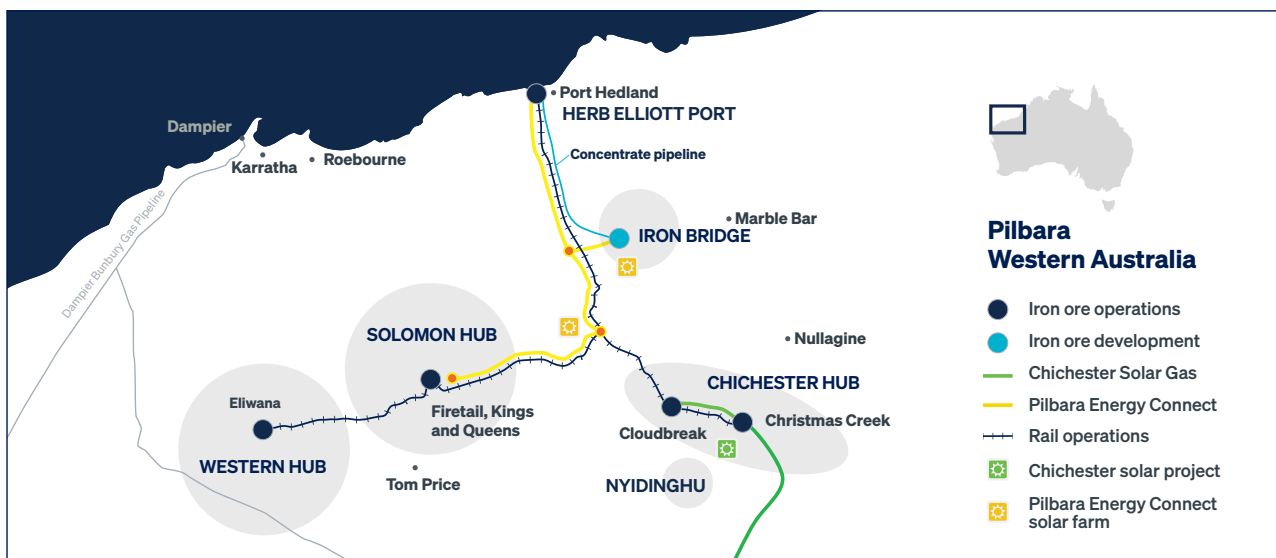 Port Hedland
HERB ELLIOTT PORT
Dampier
Karratha
Roebourne
Concentrate pipeline
Dampier Bunbury Gas Pipeline
Marble Bar
IRON BRIDGE
SOLOMON HUB
Nullagine
CHICHESTER HUB
Eliwana
Firetail, Kings
and Queens
Cloudbreak
Christmas Creek
WESTERN HUB
Tom Price
NYIDINGHU
Pilbara
Western Australia
Iron ore operations
Iron ore development
Chichester Solar Gas
Pilbara Energy Connect
Rail operations
Chichester solar project
Pilbara Energy Connect
solar farm